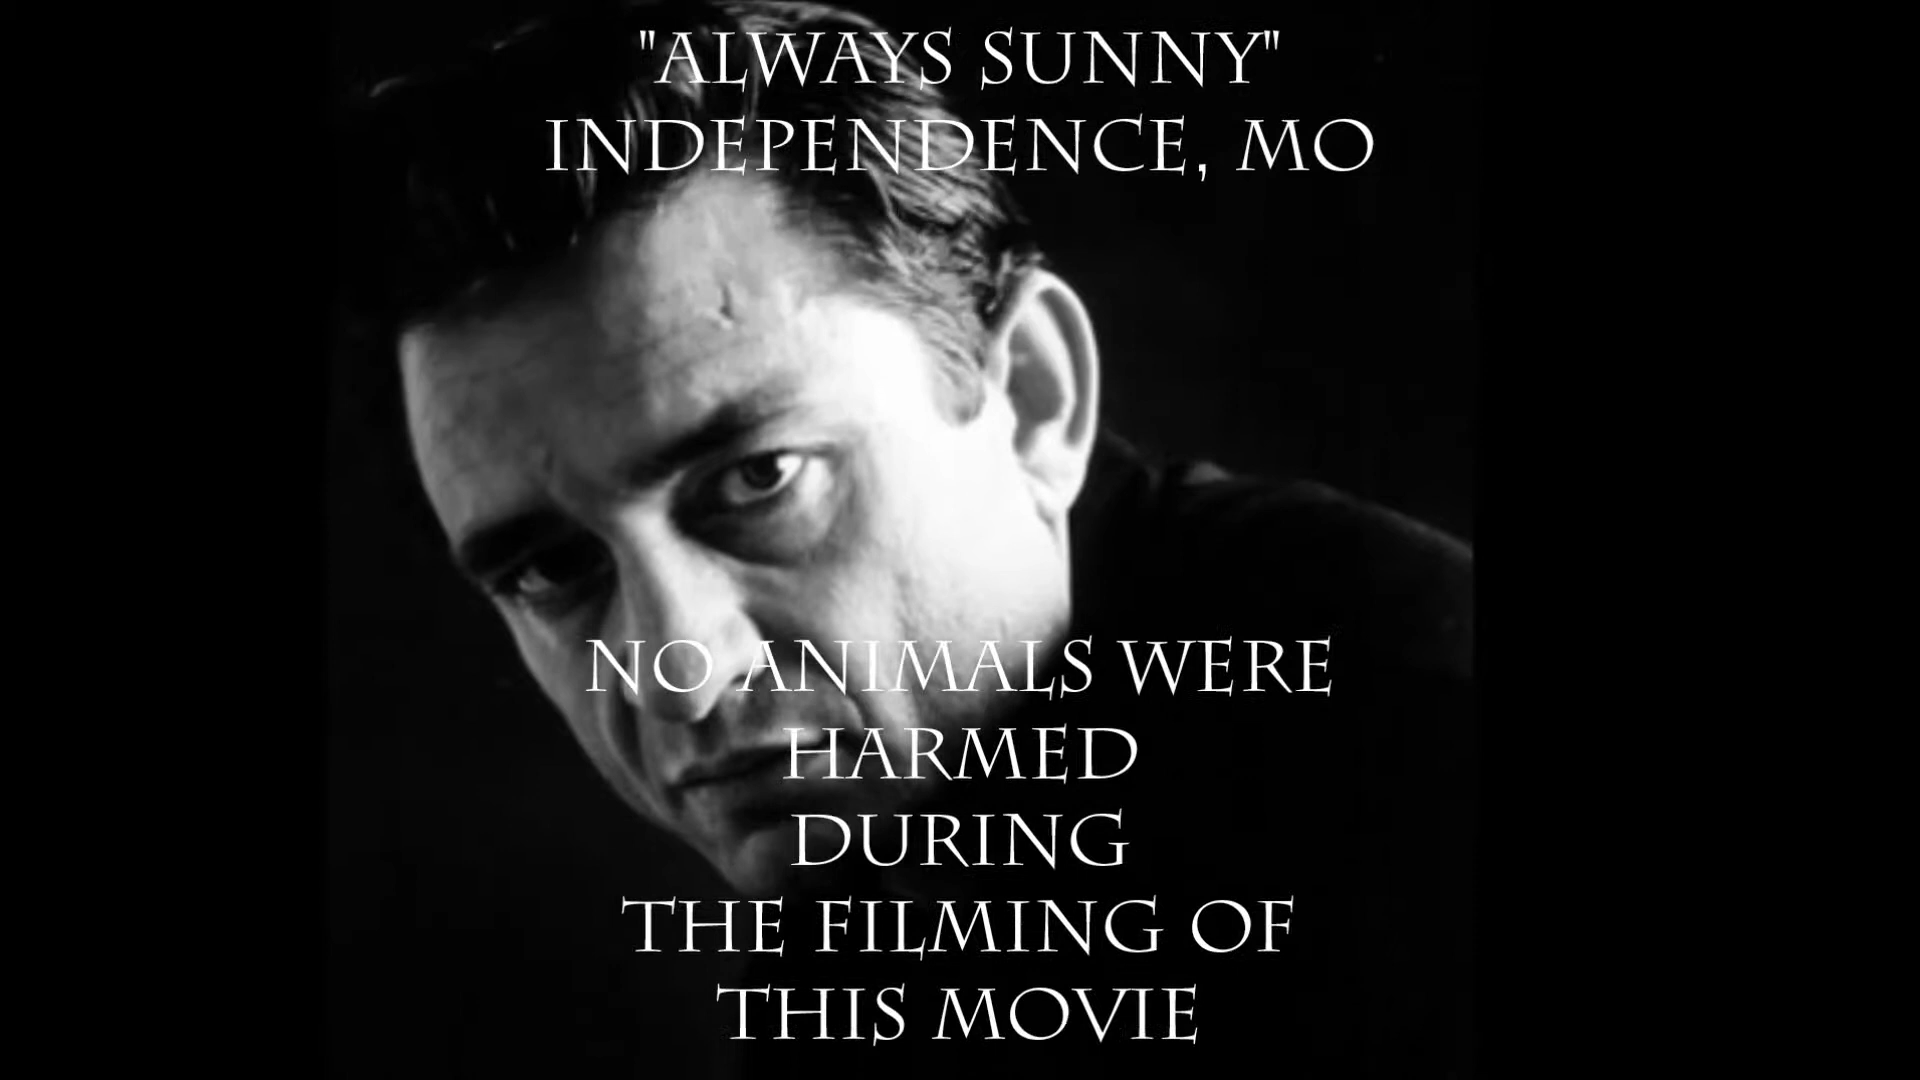 "ALWAYS SUNNY"
INDEPENDENCE, MO
NO ANIMALS WERE
HARMED
DURING
THE FILMING OF
THIS MOVIE